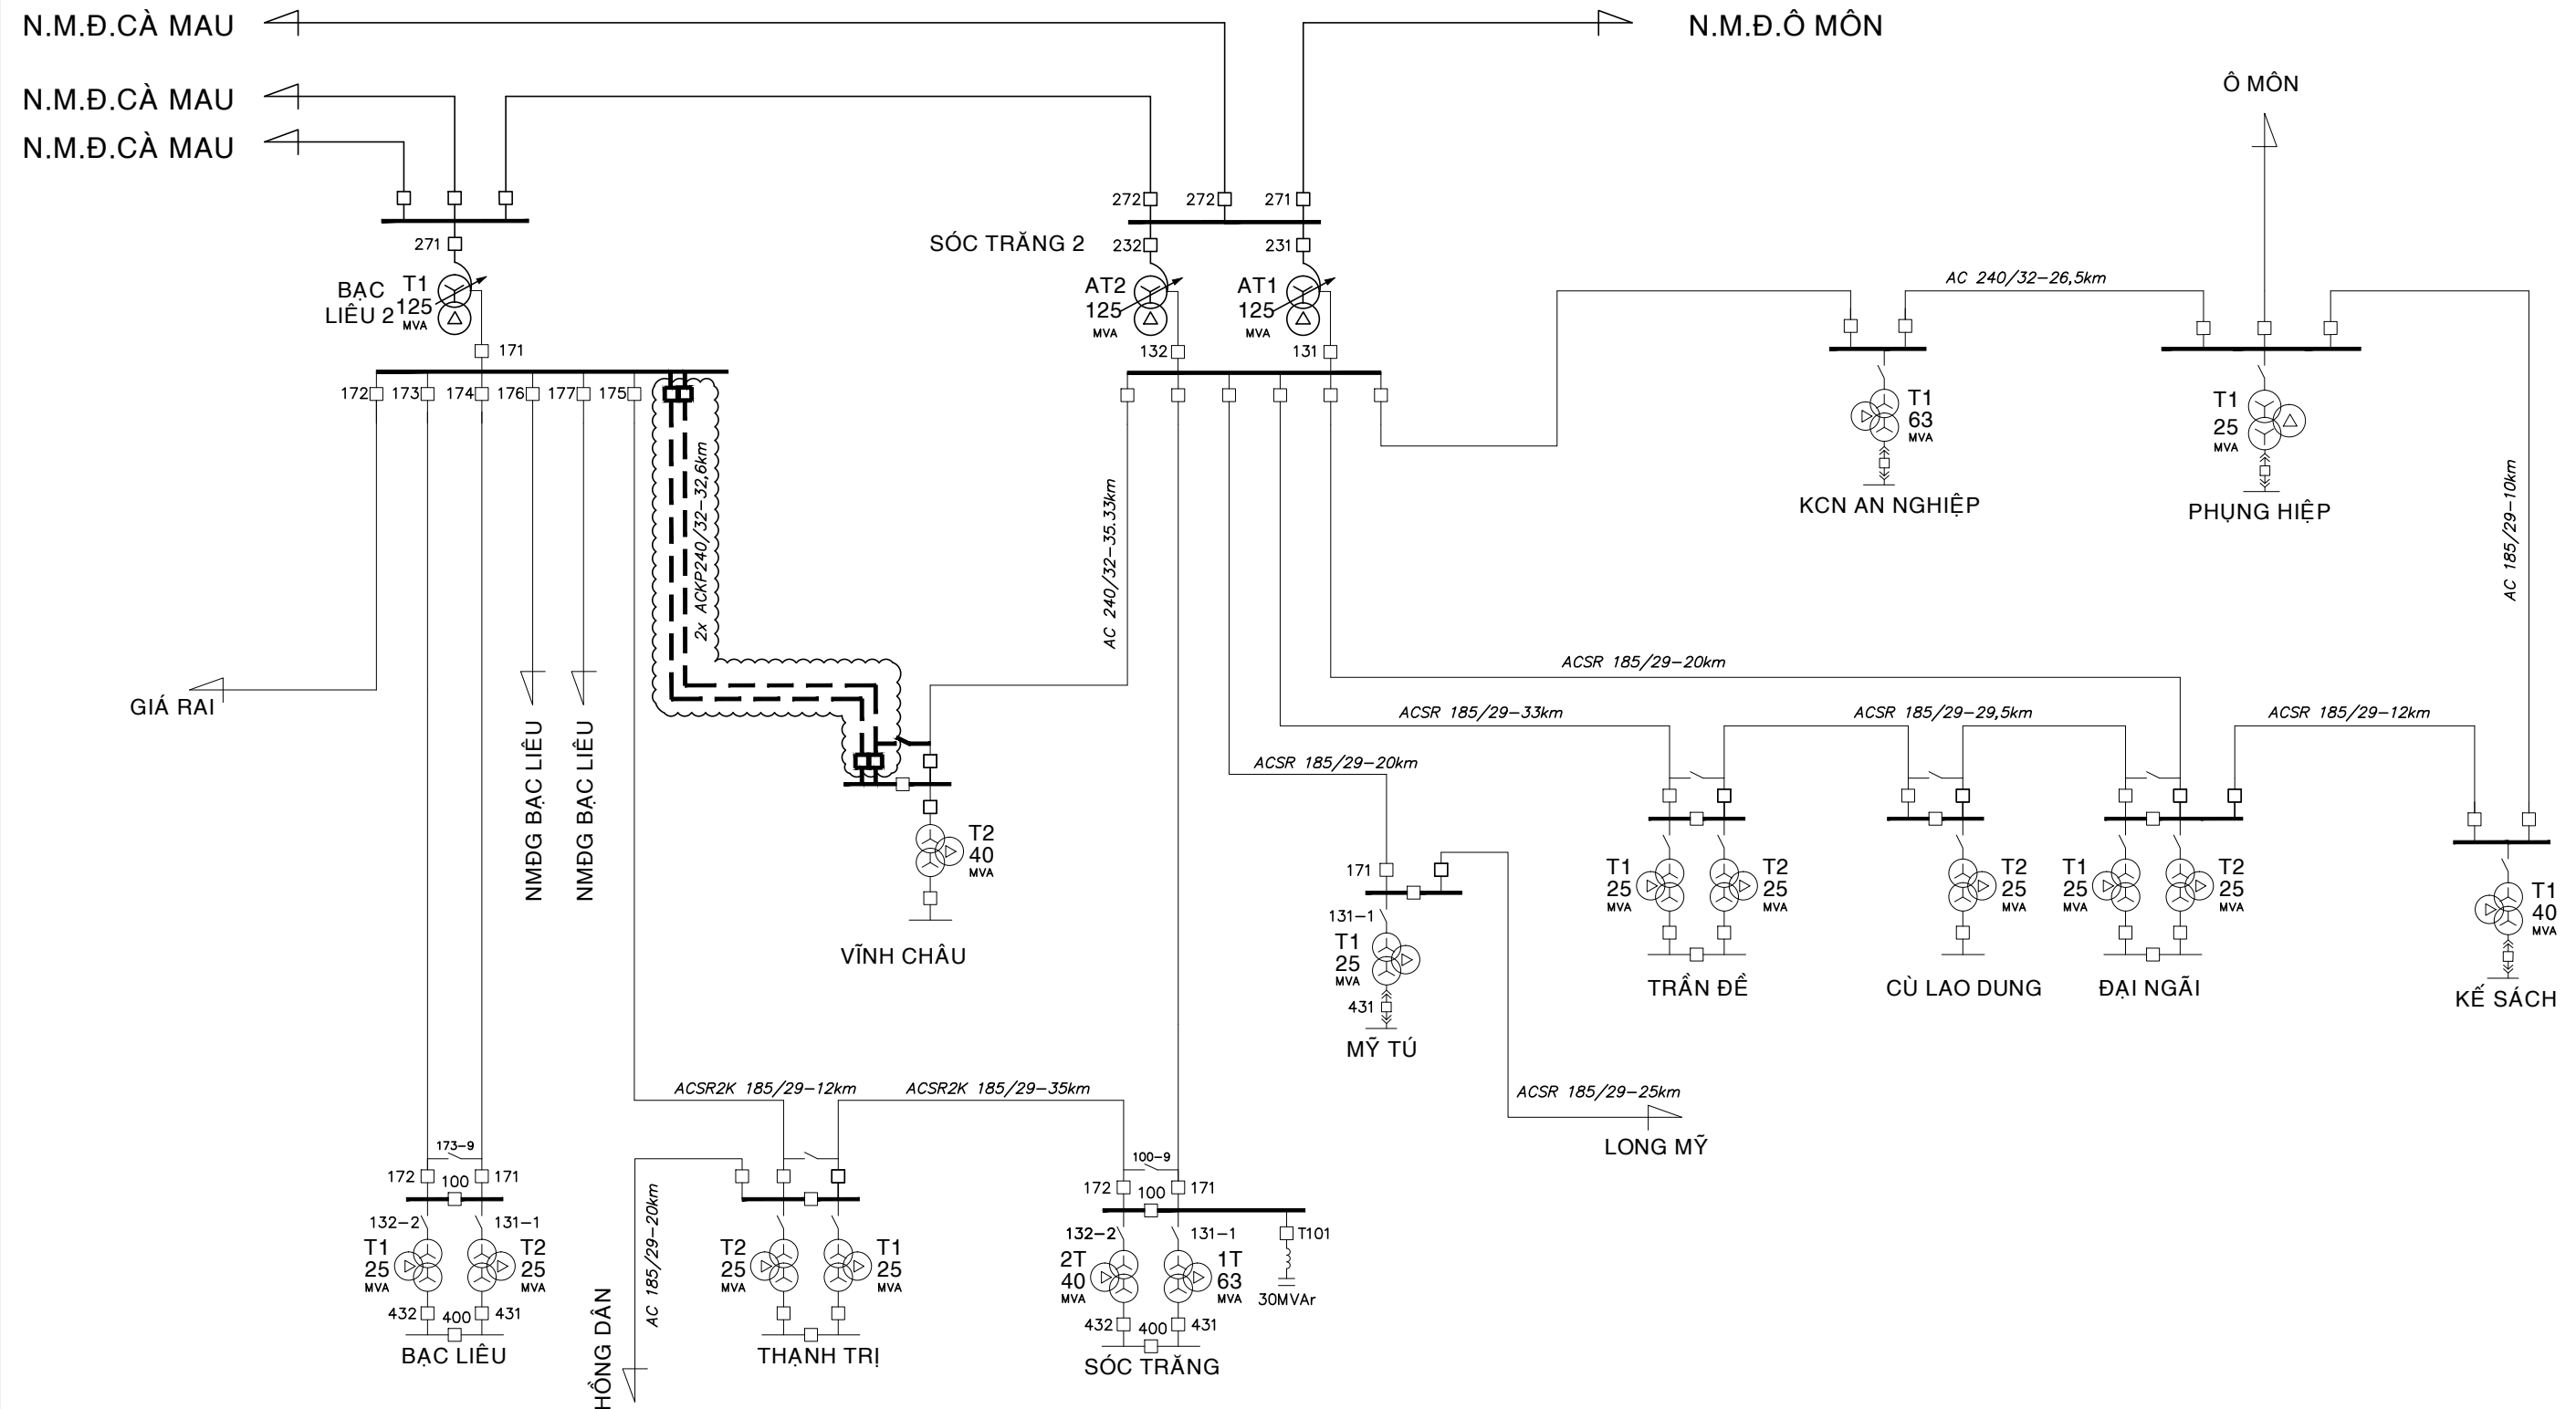 N.M.Đ.CÀ MAU
N.M.Đ.Ô MÔN
N.M.Đ.CÀ MAU
N.M.Đ.CÀ MAU
Ô MÔN
272
272
271
271
SÓC TRĂNG 2
232
231
BẠC
LIÊU 2
T1
125
MVA
AT2
125
MVA
AT1
125
MVA
171
132
131
AC 240/32-26,5km
172
173
174
176
177
175
2x ACKP240/32-32,6km
AC 240/32-35.33km
T1
63
MVA
KCN AN NGHIỆP
T1
25
MVA
PHỤNG HIỆP
AC 185/29-10km
GIÁ RAI
NMĐG BẠC LIÊU
NMĐG BẠC LIÊU
ACSR 185/29-20km
ACSR 185/29-33km
ACSR 185/29-29,5km
ACSR 185/29-12km
ACSR 185/29-20km
T2
40
MVA
VĨNH CHÂU
171
131-1
T1
25
MVA
431
MỸ TÚ
T1
25
MVA
T2
25
MVA
TRẦN ĐỀ
T2
25
MVA
CÙ LAO DUNG
T1
25
MVA
T2
25
MVA
ĐẠI NGÃI
T1
40
MVA
KẾ SÁCH
ACSR2K 185/29-12km
ACSR2K 185/29-35km
ACSR 185/29-25km
LONG MỸ
173-9
172
100
171
132-2
131-1
T1
25
MVA
T2
25
MVA
432
400
431
BẠC LIÊU
HỒNG DÂN
AC 185/29-20km
T2
25
MVA
T1
25
MVA
THẠNH TRỊ
100-9
172
100
171
132-2
131-1
T101
2T
40
MVA
1T
63
MVA
30MVAr
432
400
431
SÓC TRĂNG